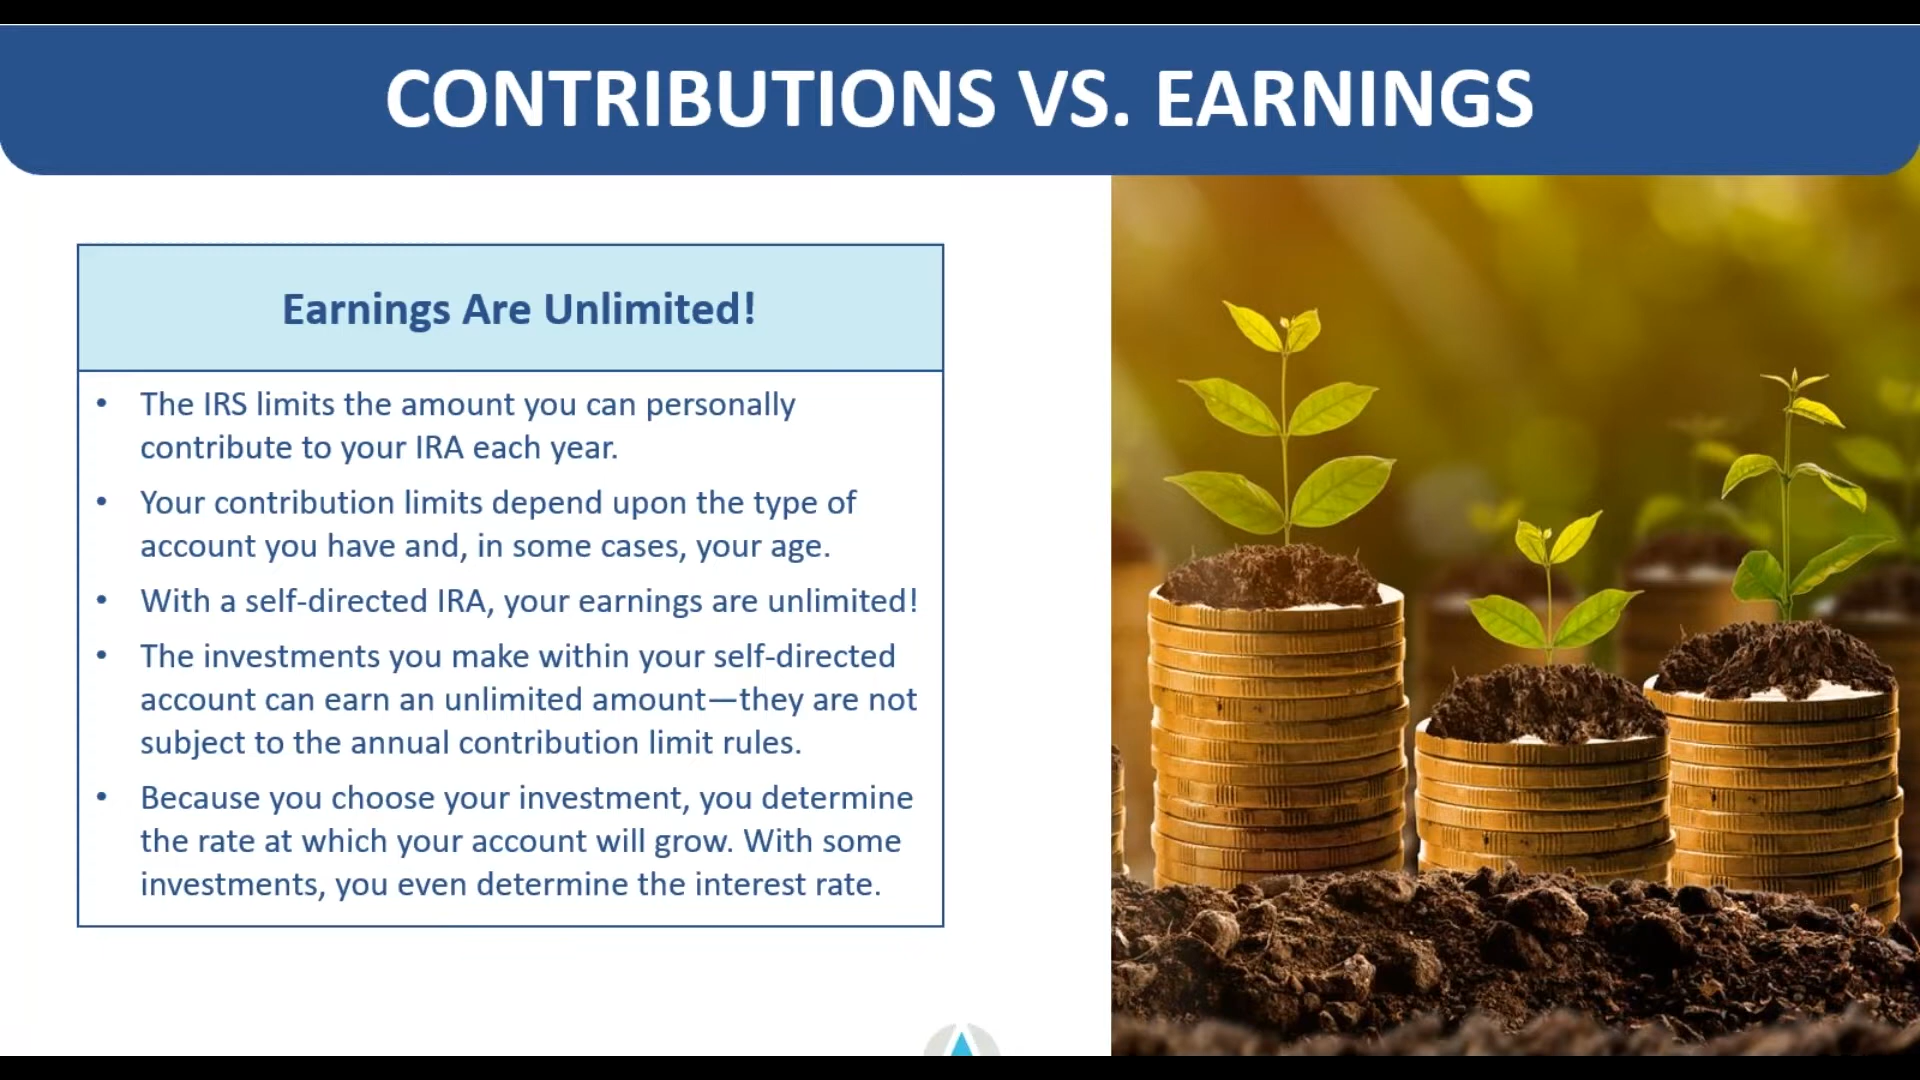 CONTRIBUTIONS VS. EARNINGS
Earnings Are Unlimited!
• The IRS limits the amount you can personally
contribute to your IRA each year.
• Your contribution limits depend upon the type of
account you have and, in some cases, your age.
• With a self-directed IRA, your earnings are unlimited!
• The investments you make within your self-directed
account can earn an unlimited amount—they are not
subject to the annual contribution limit rules.
• Because you choose your investment, you determine
the rate at which your account will grow. With some
investments, you even determine the interest rate.